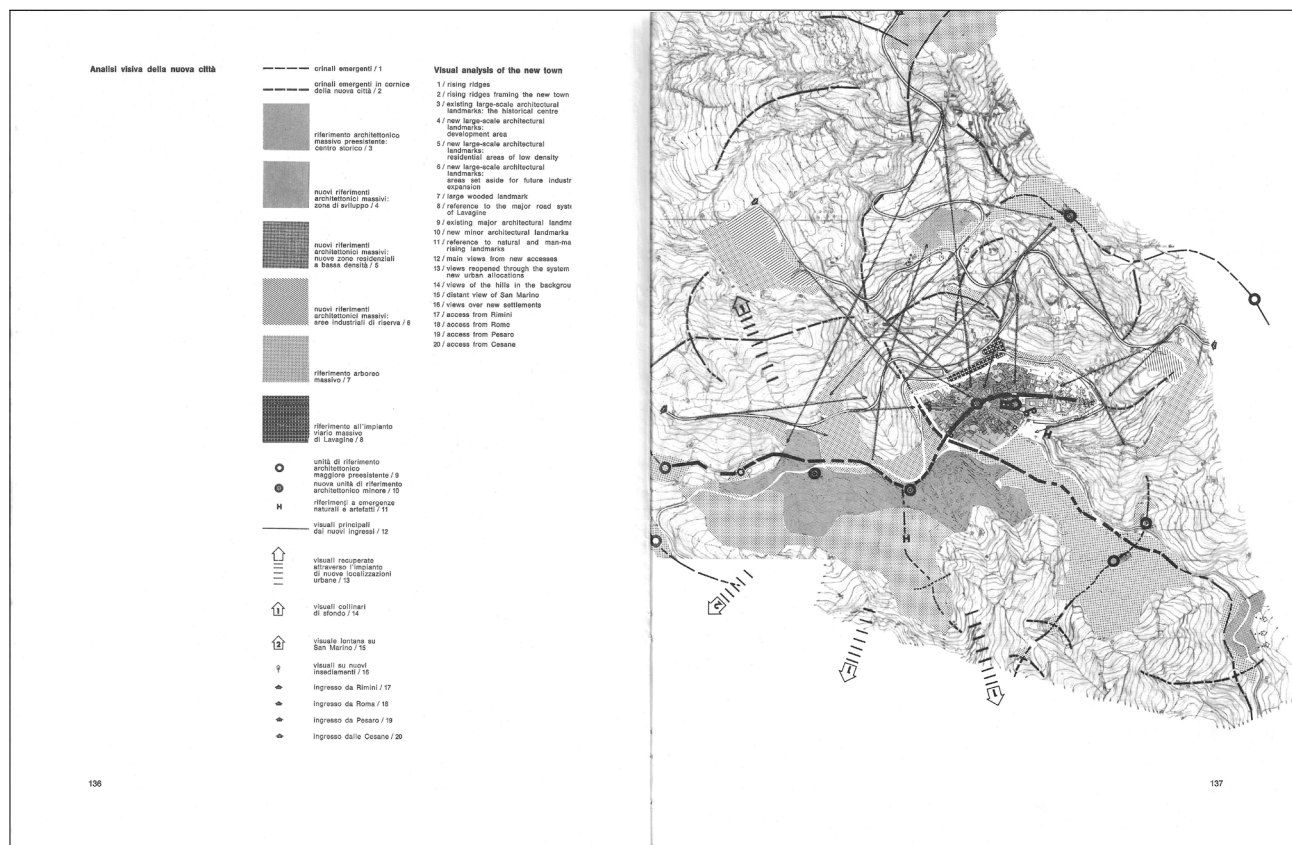 Analisi visiva della nuova città
crinali emergenti / 1
crinali emergenti in cornice
della nuova città / 2
riferimento architettonico
massivo preesistente:
centro storico / 3
nuovi riferimenti
architettonici massivi:
zona di sviluppo / 4
nuovi riferimenti
architettonici massivi:
nuove zone residenziali
a bassa densità / 5
nuovi riferimenti
architettonici massivi:
aree industriali di riserva / 6
riferimento arboreo
massivo / 7
riferimento all'impianto
viario massivo
di Lavagine / 8
unità di riferimento
architettonico
maggiore preesistente / 9
nuova unità di riferimento
architettonico minore / 10
H
riferimenti a emergenze
naturali e artefatti / 11
visuali principali
dai nuovi ingressi / 12
visuali recuperate
attraverso l'impianto
di nuove localizzazioni
urbane / 13
1
visuali collinari
di sfondo / 14
2
visuale lontana su
San Marino / 15
visuali su nuovi
insediamenti / 16
ingresso da Rimini / 17
ingresso da Roma / 18
ingresso da Pesaro / 19
ingresso dalle Cesane / 20
Visual analysis of the new town
1 / rising ridges
2 / rising ridges framing the new town
3 / existing large-scale architectural
landmarks: the historical centre
4 / new large-scale architectural
landmarks:
development area
5 / new large-scale architectural
landmarks:
residential areas of low density
6 / new large-scale architectural
landmarks:
areas set aside for future industr
expansion
7 / large wooded landmark
8 / reference to the major road syste
of Lavagine
9 / existing major architectural landma
10 / new minor architectural landmarks
11 / reference to natural and man-ma
rising landmarks
12 / main views from new accesses
13 / views reopened through the system
new urban allocations
14 / views of the hills in the backgrou
15 / distant view of San Marino
16 / views over new settlements
17 / access from Rimini
18 / access from Rome
19 / access from Pesaro
20 / access from Cesane
136
1
H
H
2
1
1
137